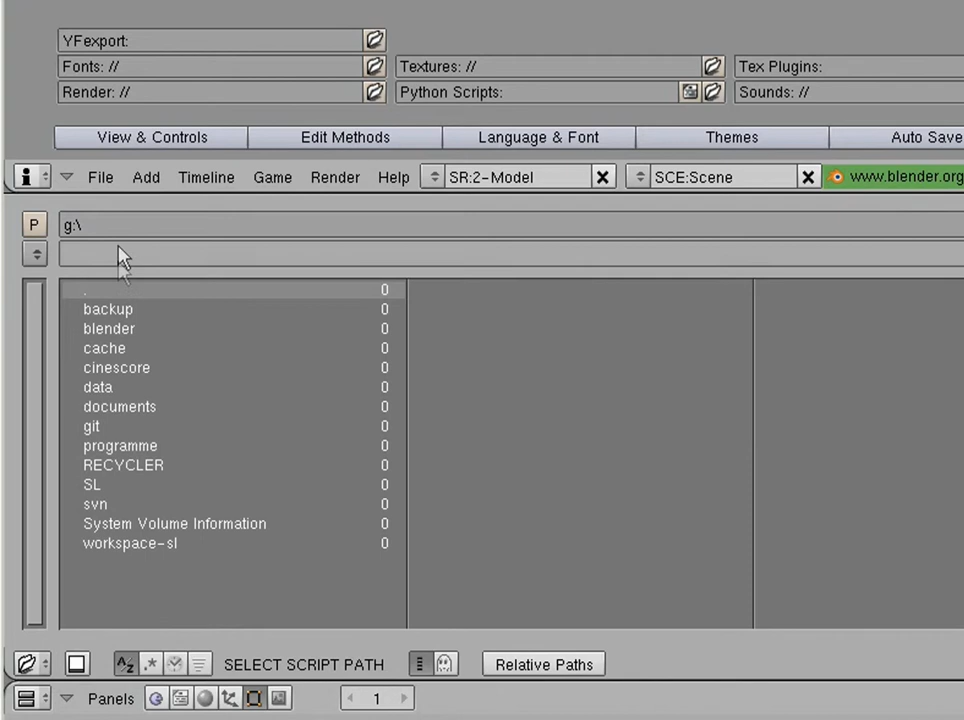 YFexport:
Fonts: // Textures: // Tex Plugins:
Render: // Python Scripts: Sounds: //
View & Controls Edit Methods Language & Font Themes Auto Save
File Add Timeline Game Render Help SR:2-Model SCE:Scene www.blender.org
P g:\
. 0
backup 0
blender 0
cache 0
cinescore 0
data 0
documents 0
git 0
programme 0
RECYCLER 0
SL 0
svn 0
System Volume Information 0
workspace-sl 0
SELECT SCRIPT PATH Relative Paths
Panels 1